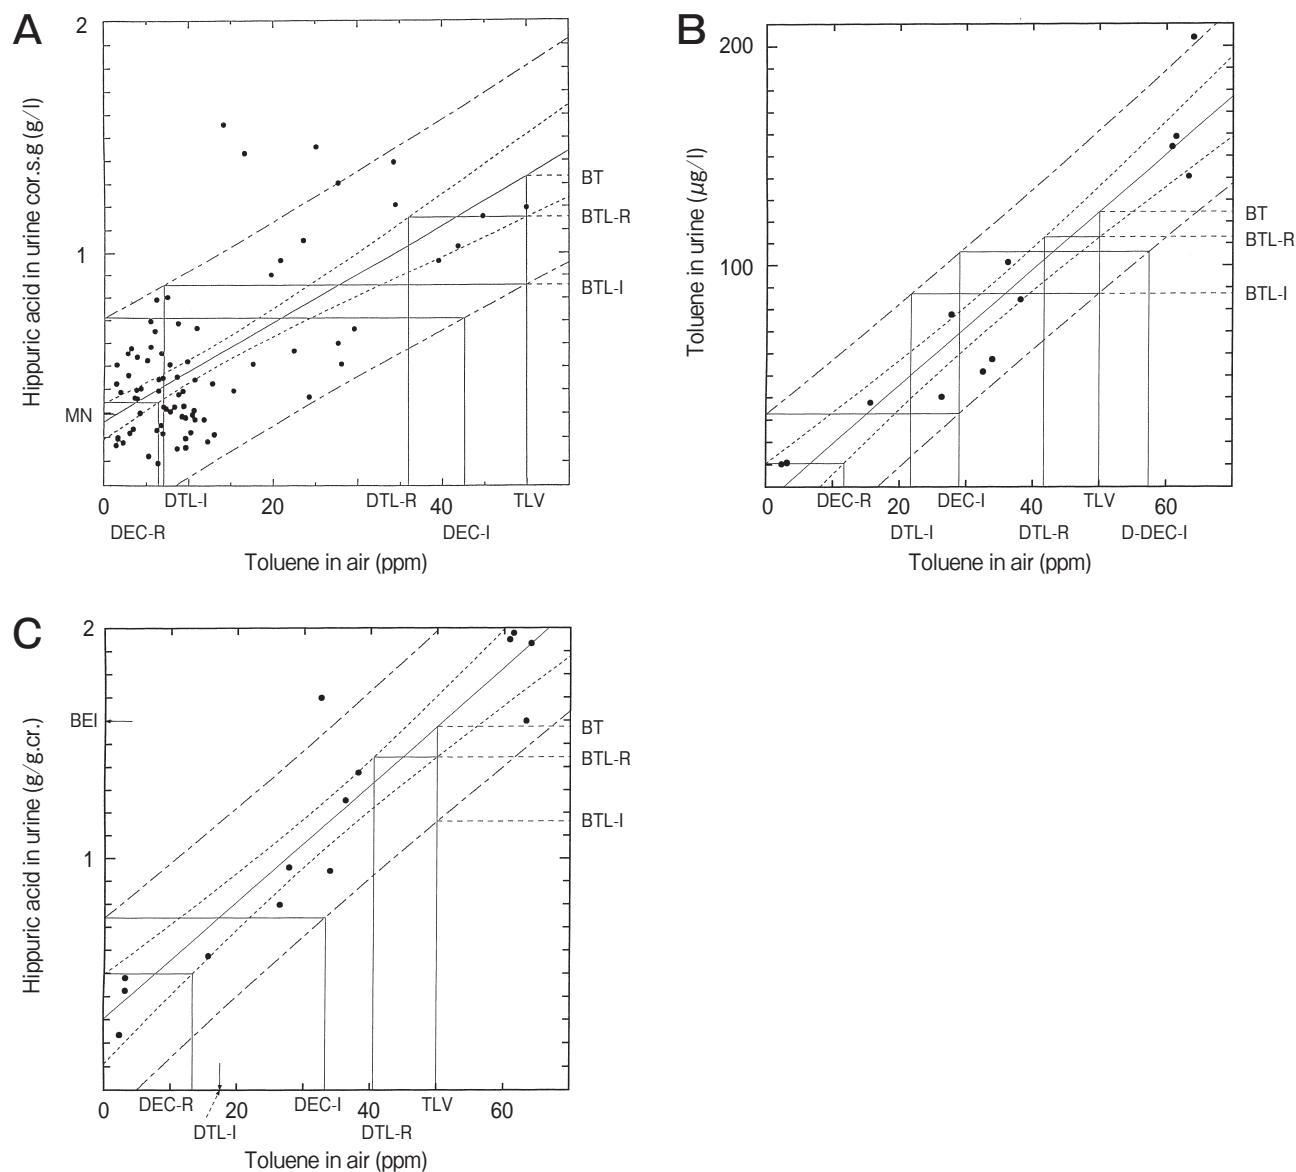 A
2
1
Hippuric acid in urine cor.s.g (g/l)
MN
BT
BTL-R
BTL-I
DTL-I 20 DTL-R 40 TLV
0
DEC-R DEC-I
Toluene in air (ppm)
B
200
100
Toluene in urine (µg/l)
BT
BTL-R
BTL-I
DEC-R DEC-I TLV
0 20 40 60
DTL-I DTL-R D-DEC-I
Toluene in air (ppm)
C
2
1
Hippuric acid in urine (g/g.cr.)
BEI
BT
BTL-R
BTL-I
DEC-R DEC-I TLV
0 20 40 60
DTL-I DTL-R
Toluene in air (ppm)